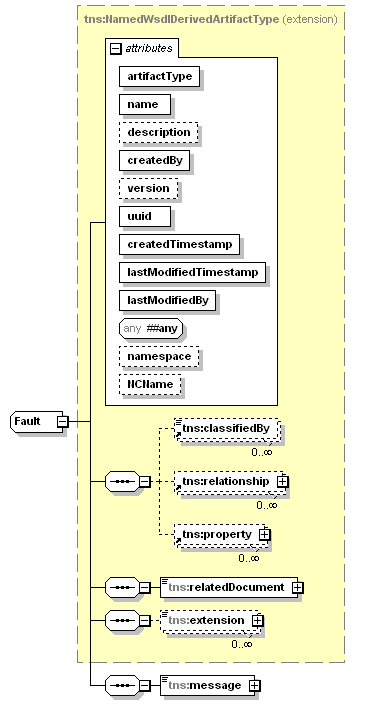 tns:NamedWsdlDerivedArtifactType (extension)
attributes
artifactType
name
description
createdBy
version
uuid
createdTimestamp
lastModifiedTimestamp
lastModifiedBy
any ##any
namespace
NCName
Fault
tns:classifiedBy
0..∞
tns:relationship
0..∞
tns:property
0..∞
tns:relatedDocument
tns:extension
0..∞
tns:message